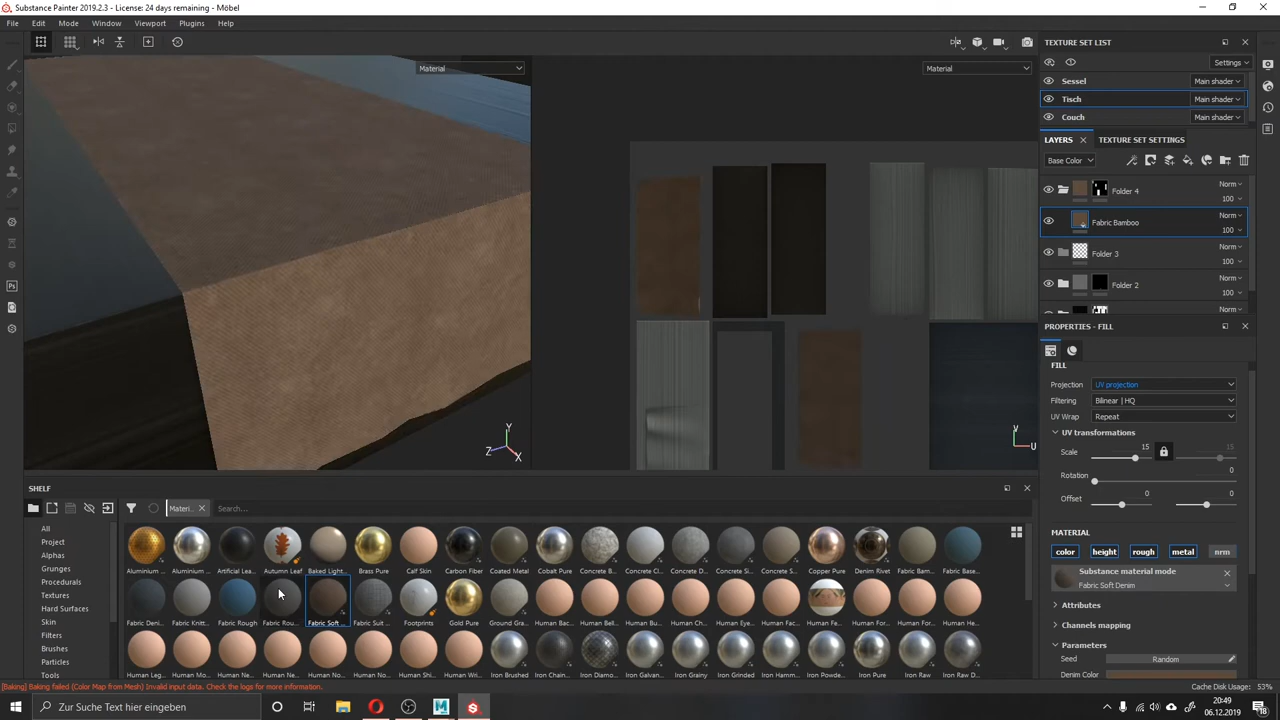 Substance Painter 2019.2.3 - License: 24 days remaining - Möbel
File Edit Mode Window Viewport Plugins Help
Material
Material
TEXTURE SET LIST
Settings
Sessel Main shader
Tisch Main shader
Couch Main shader
LAYERS TEXTURE SET SETTINGS
Base Color
Folder 4 Norm 100
Fabric Bamboo Norm 100
Folder 3 Norm 100
Folder 2 Norm 100
Norm
PROPERTIES - FILL
FILL
Projection UV projection
Filtering Bilinear | HQ
UV Wrap Repeat
UV transformations
Scale 15 15
Rotation 0
Offset 0 0
MATERIAL
color height rough metal nrm
Substance material mode
Fabric Soft Denim
Attributes
Channels mapping
Parameters
Seed Random
Denim Color
Y
Z X
V
U
SHELF
Materi... Search...
All
Project
Alphas
Grunges
Procedurals
Textures
Hard Surfaces
Skin
Filters
Brushes
Particles
Tools
Aluminium ... Aluminium ... Artificial Lea... Autumn Leaf Baked Light... Brass Pure Calf Skin Carbon Fiber Coated Metal Cobalt Pure Concrete B... Concrete Cl... Concrete D... Concrete S... Concrete S... Copper Pure Denim Rivet Fabric Bam... Fabric Base...
Fabric Deni... Fabric Knitt... Fabric Rough Fabric Rou... Fabric Soft ... Fabric Suit ... Footprints Gold Pure Ground Gra... Human Bac... Human Bell... Human Bu... Human Ch... Human Eye... Human Fac... Human Fe... Human For... Human For... Human He...
Human Leg... Human Mo... Human Ne... Human Ne... Human No... Human No... Human Shi... Human Wri... Iron Brushed Iron Chain... Iron Diamo... Iron Galvan... Iron Grainy Iron Grinded Iron Hamm... Iron Powde... Iron Pure Iron Raw Iron Raw D...
[Baking] Baking failed (Color Map from Mesh) Invalid input data. Check the logs for more information.
Cache Disk Usage: 53%
Zur Suche Text hier eingeben
20:49
06.12.2019
18